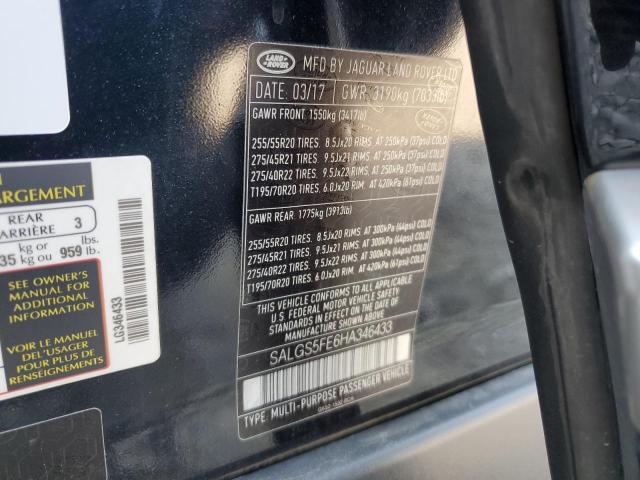 LAND ROVER
MFD BY JAGUAR LAND ROVER LTD
DATE: 03/17 GWR: 3190kg (7033lb)
GAWR FRONT: 1550kg (3417lb)
255/55R20 TIRES. 8.5Jx20 RIMS AT 250kPa (37psi) COLD
275/45R21 TIRES. 9.5Jx21 RIMS AT 250kPa (37psi) COLD
275/40R22 TIRES. 9.5Jx22 RIMS AT 250kPa (37psi) COLD
T195/70R20 TIRES. 6.0Jx20 RIM. AT 420kPa (61psi) COLD
GAWR REAR: 1775kg (3913lb)
255/55R20 TIRES. 8.5Jx20 RIMS AT 300kPa (44psi) COLD
275/45R21 TIRES. 9.5Jx21 RIMS AT 300kPa (44psi) COLD
275/40R22 TIRES. 9.5Jx22 RIMS AT 300kPa (44psi) COLD
T195/70R20 TIRES. 6.0Jx20 RIM. AT 420kPa (61psi) COLD
THIS VEHICLE CONFORMS TO ALL APPLICABLE
U.S. FEDERAL MOTOR VEHICLE SAFETY
STANDARDS IN EFFECT ON THE DATE OF
MANUFACTURE SHOWN ABOVE.
SALGS5FE6HA346433
TYPE: MULTI-PURPOSE PASSENGER VEHICLE
ARGEMENT
REAR 3
ARRIÈRE
kg or lbs.
35 kg ou 959 lb.
SEE OWNER'S
MANUAL FOR
ADDITIONAL
INFORMATION
VOIR LE MANUEL
DEL'USAGER
POUR PLUS DE
RENSEIGNEMENTS
LG346433